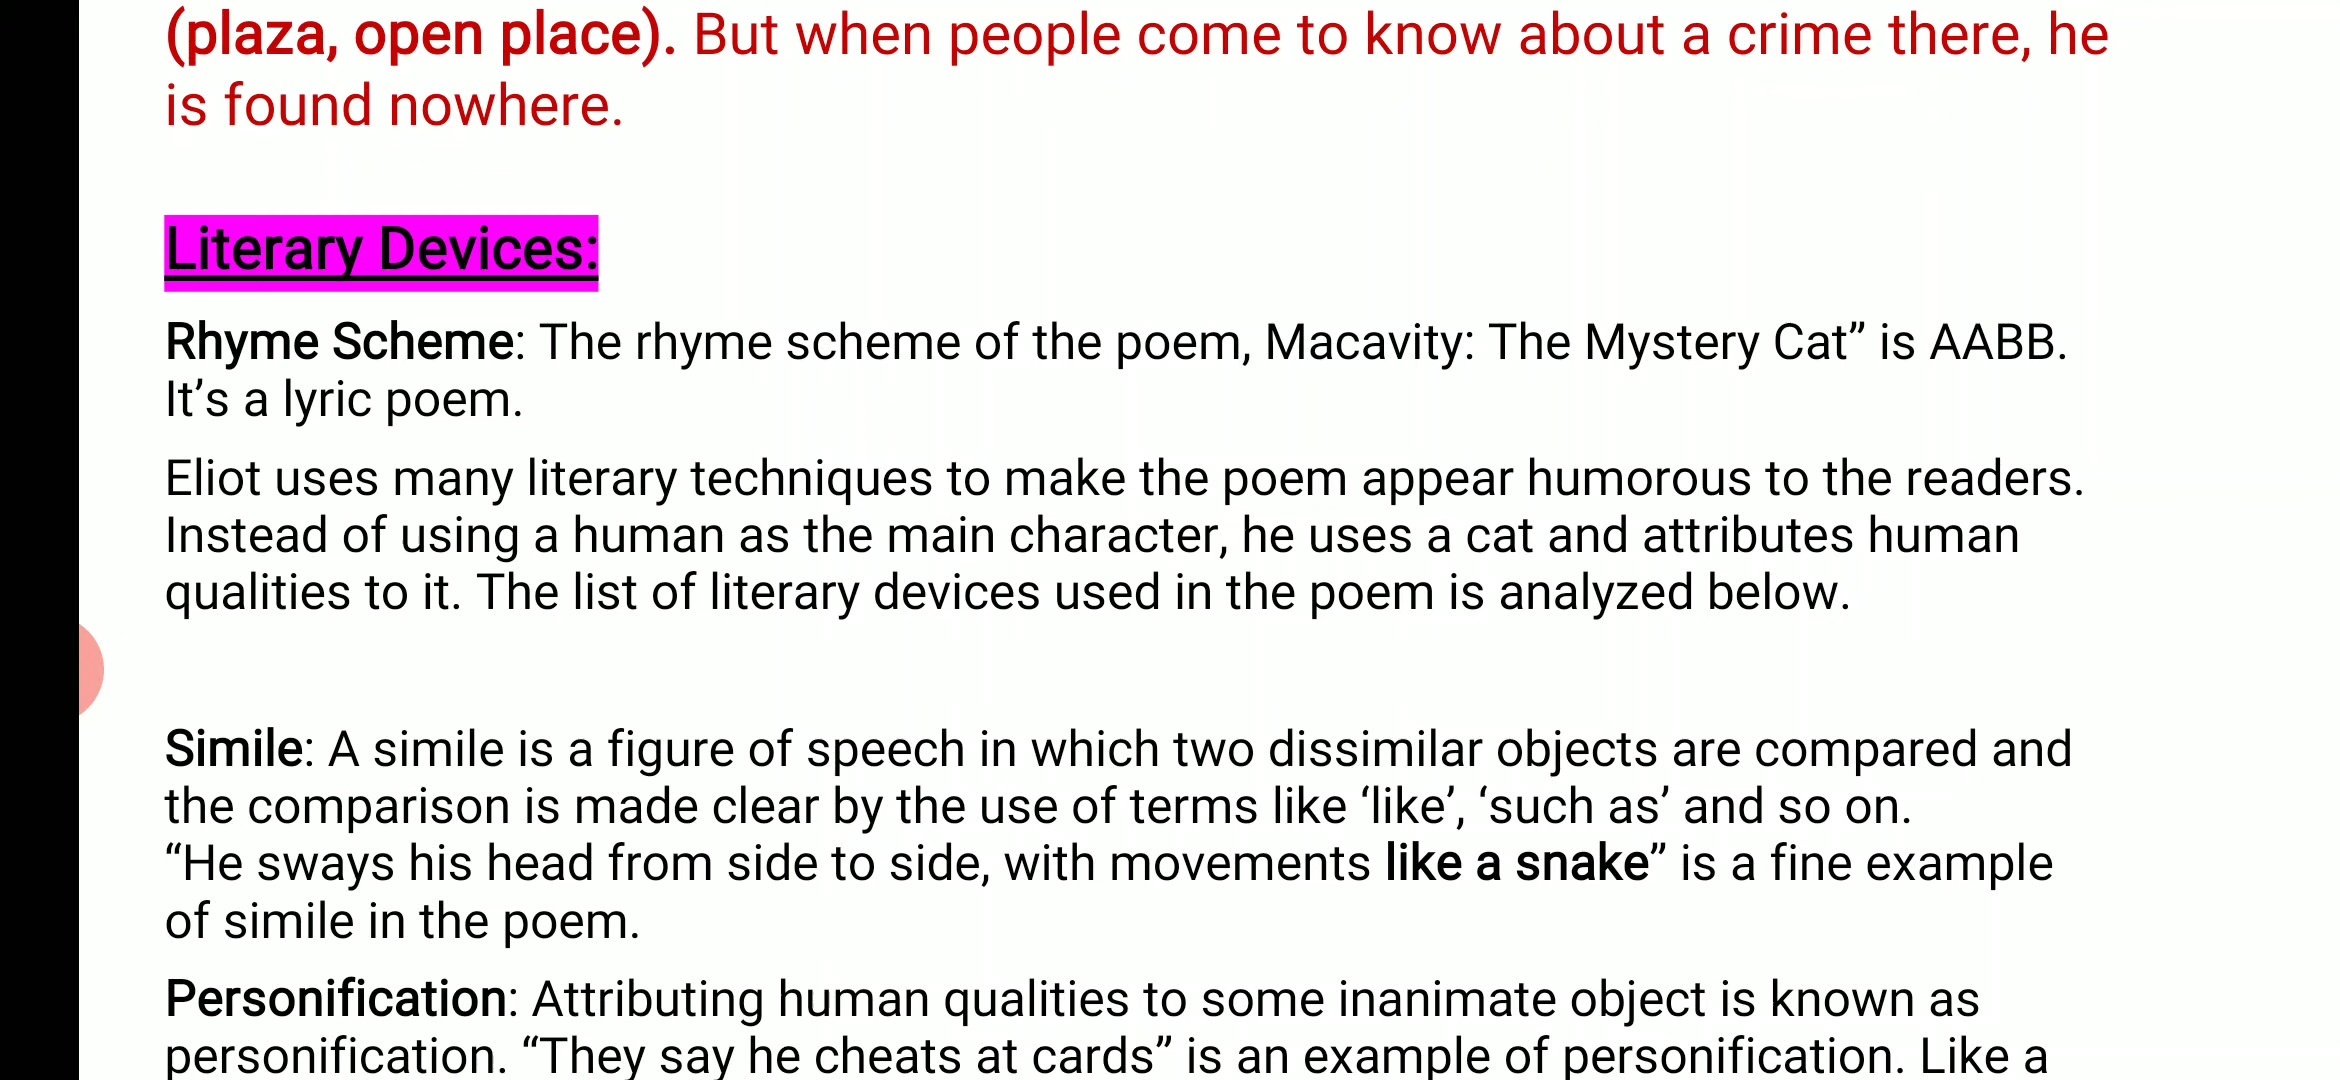 (plaza, open place). But when people come to know about a crime there, he
is found nowhere.
Literary Devices:
Rhyme Scheme: The rhyme scheme of the poem, Macavity: The Mystery Cat” is AABB.
It’s a lyric poem.
Eliot uses many literary techniques to make the poem appear humorous to the readers.
Instead of using a human as the main character, he uses a cat and attributes human
qualities to it. The list of literary devices used in the poem is analyzed below.
Simile: A simile is a figure of speech in which two dissimilar objects are compared and
the comparison is made clear by the use of terms like ‘like’, ‘such as’ and so on.
“He sways his head from side to side, with movements like a snake” is a fine example
of simile in the poem.
Personification: Attributing human qualities to some inanimate object is known as
personification. “They say he cheats at cards” is an example of personification. Like a